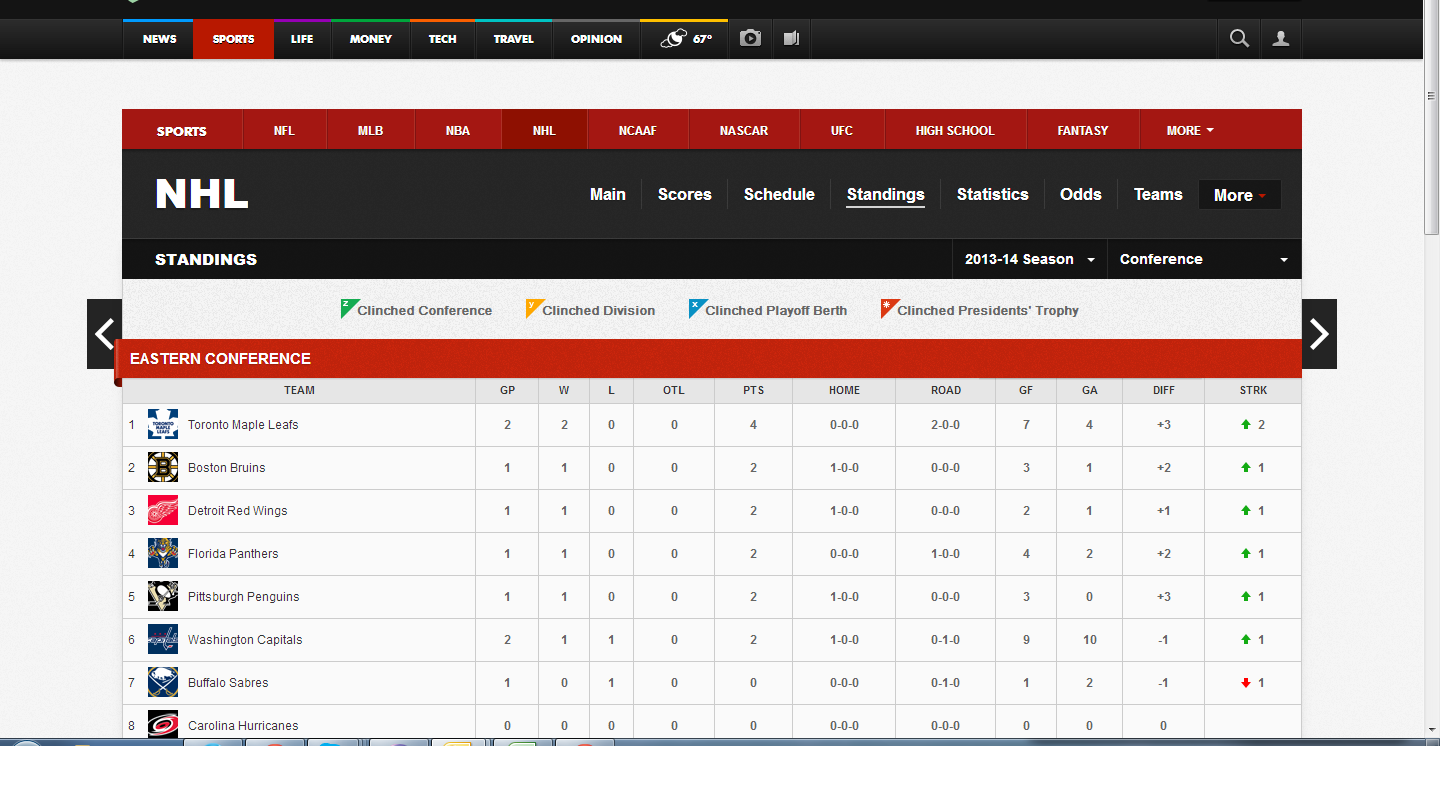 NEWS SPORTS LIFE MONEY TECH TRAVEL OPINION 67°
SPORTS NFL MLB NBA NHL NCAAF NASCAR UFC HIGH SCHOOL FANTASY MORE
NHL Main Scores Schedule Standings Statistics Odds Teams More
STANDINGS 2013-14 Season Conference
z Clinched Conference y Clinched Division x Clinched Playoff Berth * Clinched Presidents' Trophy
EASTERN CONFERENCE
TEAM GP W L OTL PTS HOME ROAD GF GA DIFF STRK
1 TORONTO MAPLE LEAFS Toronto Maple Leafs 2 2 0 0 4 0-0-0 2-0-0 7 4 +3 2
2 B Boston Bruins 1 1 0 0 2 1-0-0 0-0-0 3 1 +2 1
3 Detroit Red Wings 1 1 0 0 2 1-0-0 0-0-0 2 1 +1 1
4 Florida Panthers 1 1 0 0 2 0-0-0 1-0-0 4 2 +2 1
5 Pittsburgh Penguins 1 1 0 0 2 1-0-0 0-0-0 3 0 +3 1
6 capitals Washington Capitals 2 1 1 0 2 1-0-0 0-1-0 9 10 -1 1
7 Buffalo Sabres 1 0 1 0 0 0-0-0 0-1-0 1 2 -1 1
8 Carolina Hurricanes 0 0 0 0 0 0-0-0 0-0-0 0 0 0